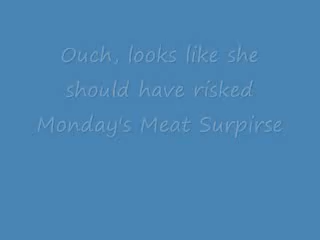 Ouch, looks like she
should have risked
Monday's Meat Surpirse